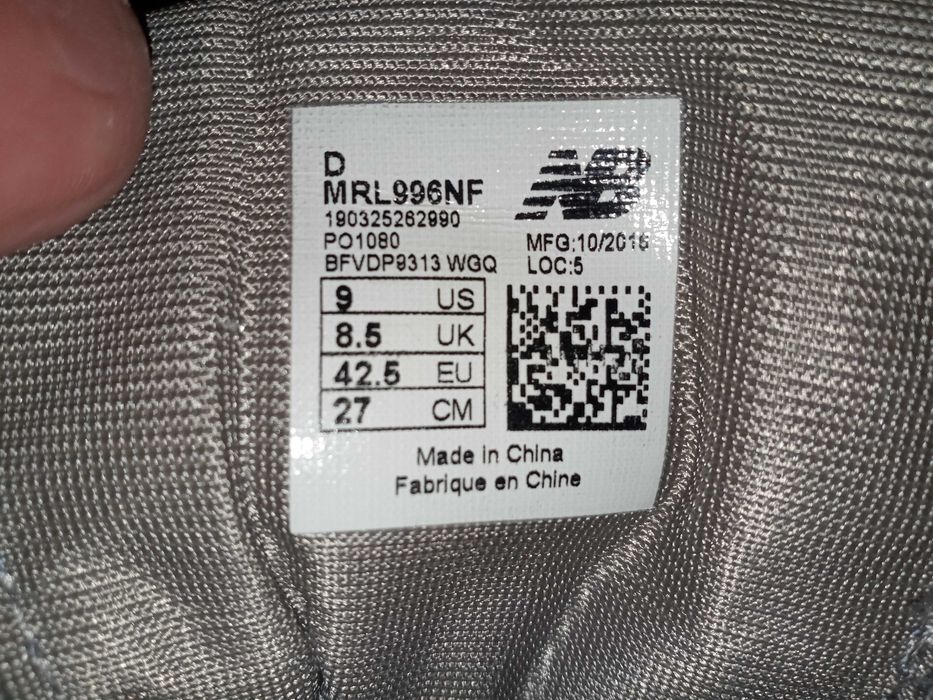 D
MRL996NF
NB
190325262990
PO1080
MFG:10/2016
BFVDP9313 WGQ
LOC:5
9 US
8.5 UK
42.5 EU
27 CM
Made in China
Fabrique en Chine